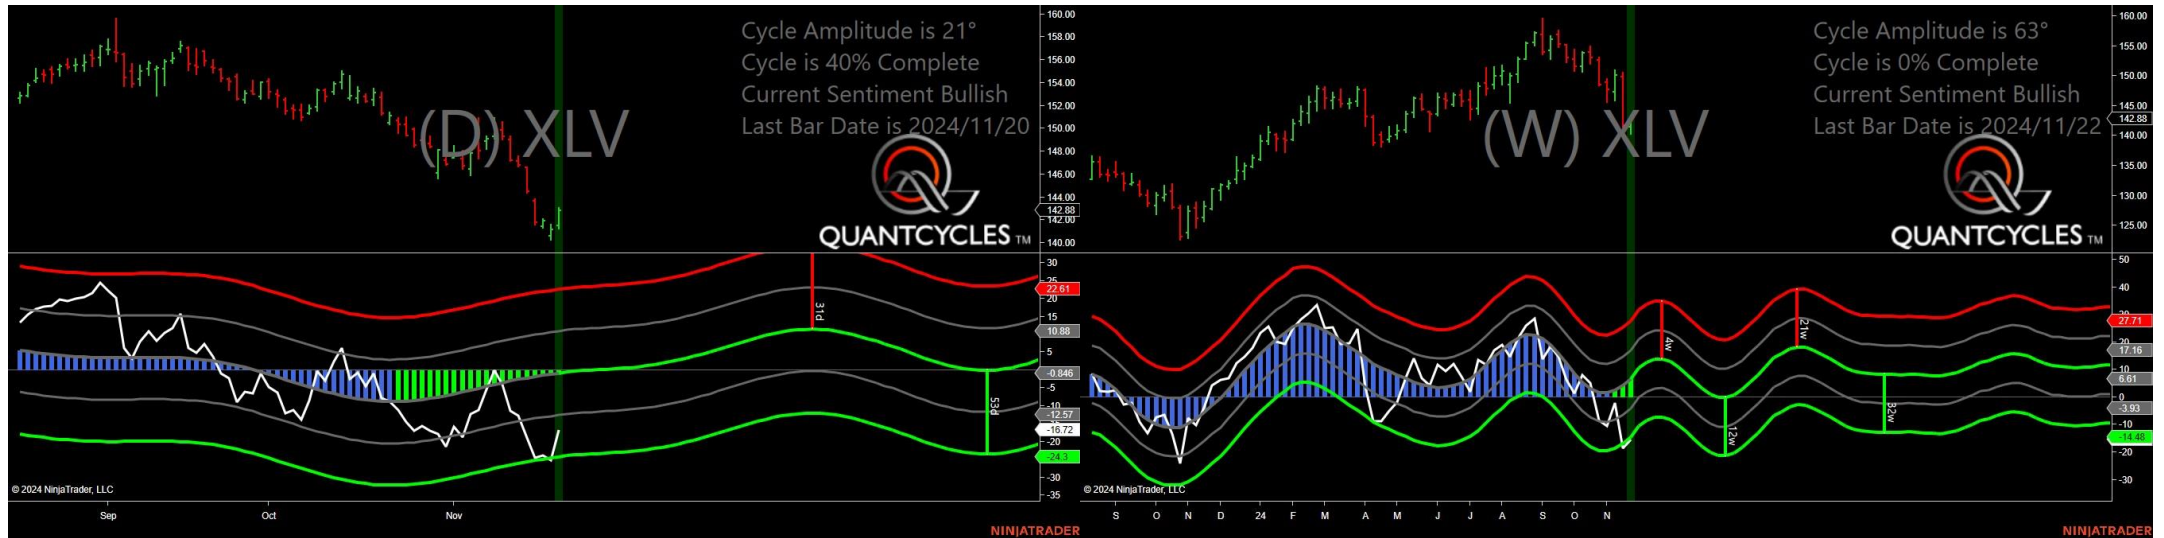 Cycle Amplitude is 21°
Cycle is 40% Complete
Current Sentiment Bullish
Last Bar Date is 2024/11/20
(D) XLV
QUANTCYCLES TM
160.00
158.00
156.00
154.00
152.00
150.00
148.00
146.00
144.00
142.88
142.00
140.00
30
25
22.61
20
15
10.88
5
-0.846
-5
-10
-12.57
-16.72
-20
-24.3
-30
-35
31d
53d
© 2024 NinjaTrader, LLC
Sep Oct Nov
NINJATRADER
Cycle Amplitude is 63°
Cycle is 0% Complete
Current Sentiment Bullish
Last Bar Date is 2024/11/22
(W) XLV
QUANTCYCLES TM
160.00
155.00
150.00
145.00
142.88
140.00
135.00
130.00
125.00
50
40
27.71
20
17.16
6.61
0
-3.93
-10
-14.48
-20
-30
4w
12w
21w
32w
© 2024 NinjaTrader, LLC
S O N D 24 F M A M J J A S O N
NINJATRADER